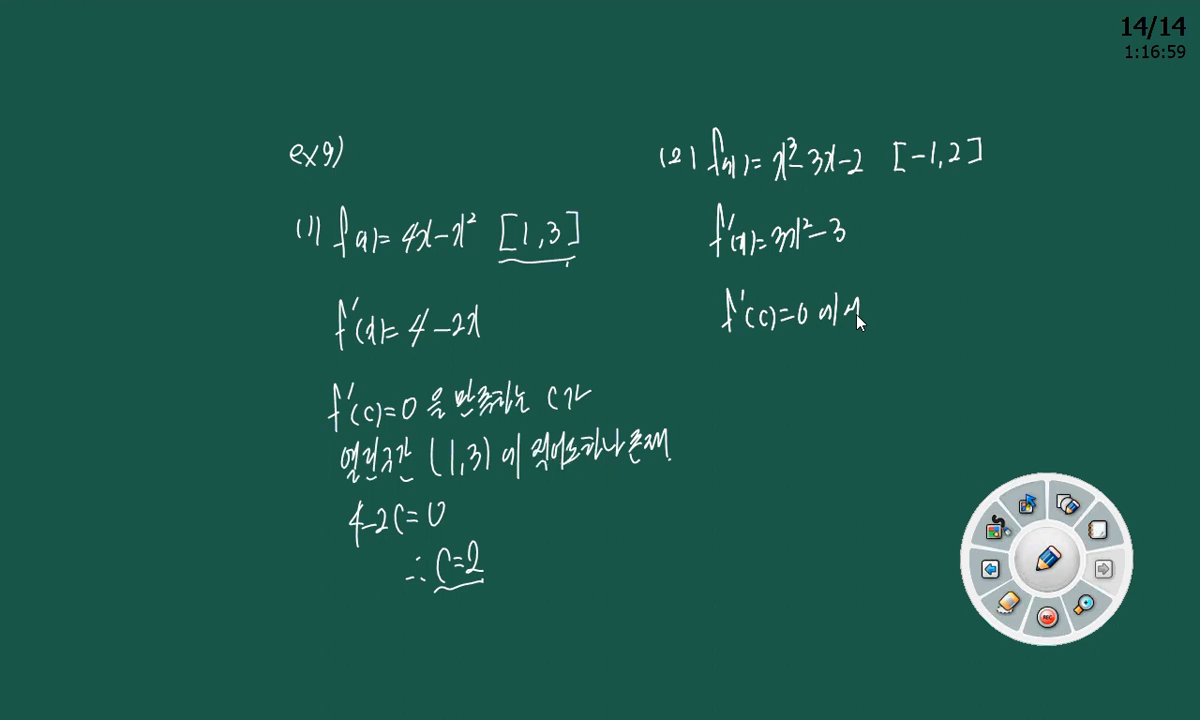 14/14
1:16:59
ex9)
(1) f(x)=4x-x² [1,3]
f'(x)=4-2x
f'(c)=0 을 만족하는 c가
열린구간 (1,3) 에 적어도 하나 존재.
4-2c=0
∴ c=2
(2) f(x)=x³-3x-2 [-1,2]
f'(x)=3x²-3
f'(c)=0 에서
REC